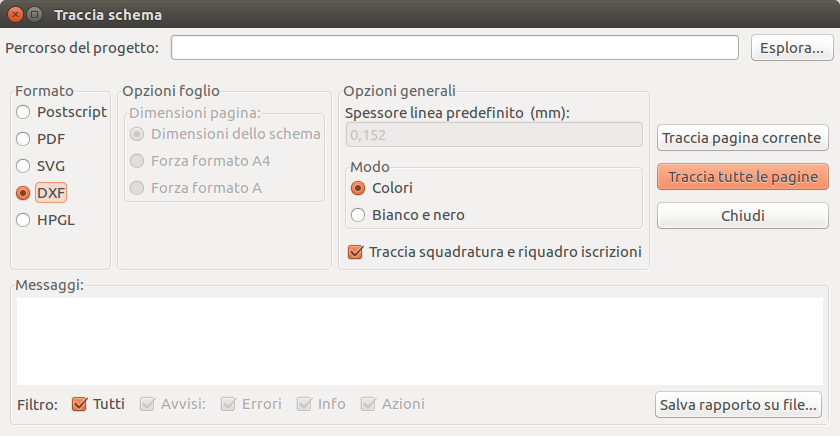 Traccia schema
Percorso del progetto:
Esplora...
Formato
Postscript
PDF
SVG
DXF
HPGL
Opzioni foglio
Dimensioni pagina:
Dimensioni dello schema
Forza formato A4
Forza formato A
Opzioni generali
Spessore linea predefinito (mm):
0,152
Modo
Colori
Bianco e nero
Traccia squadratura e riquadro iscrizioni
Traccia pagina corrente
Traccia tutte le pagine
Chiudi
Messaggi:
Filtro: Tutti Avvisi: Errori Info Azioni
Salva rapporto su file...